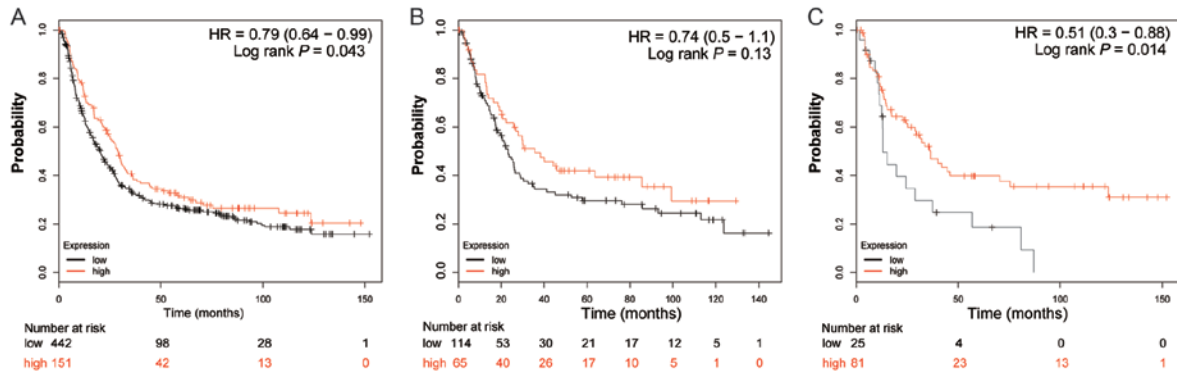 A
HR = 0.79 (0.64 − 0.99)
Log rank P = 0.043
Probability
1.0
0.8
0.6
0.4
0.2
0.0
Expression
low
high
0 50 100 150
Time (months)
Number at risk
low 442 98 28 1
high 151 42 13 0
B
HR = 0.74 (0.5 − 1.1)
Log rank P = 0.13
Probability
1.0
0.8
0.6
0.4
0.2
0.0
Expression
low
high
0 20 40 60 80 100 120 140
Time (months)
Number at risk
low 114 53 30 21 17 12 5 1
high 65 40 26 17 10 5 1 0
C
HR = 0.51 (0.3 − 0.88)
Log rank P = 0.014
Probability
1.0
0.8
0.6
0.4
0.2
0.0
Expression
low
high
0 50 100 150
Time (months)
Number at risk
low 25 4 0 0
high 81 23 13 1